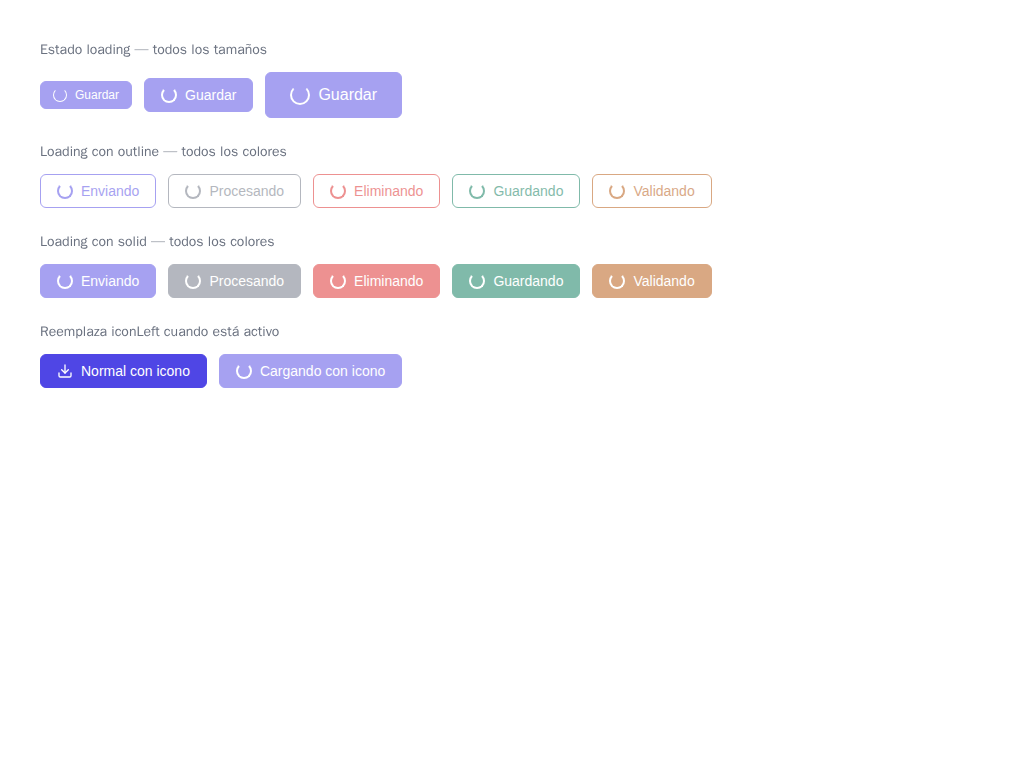 Estado loading — todos los tamaños
Guardar Guardar Guardar
Loading con outline — todos los colores
Enviando Procesando Eliminando Guardando Validando
Loading con solid — todos los colores
Enviando Procesando Eliminando Guardando Validando
Reemplaza iconLeft cuando está activo
Normal con icono Cargando con icono